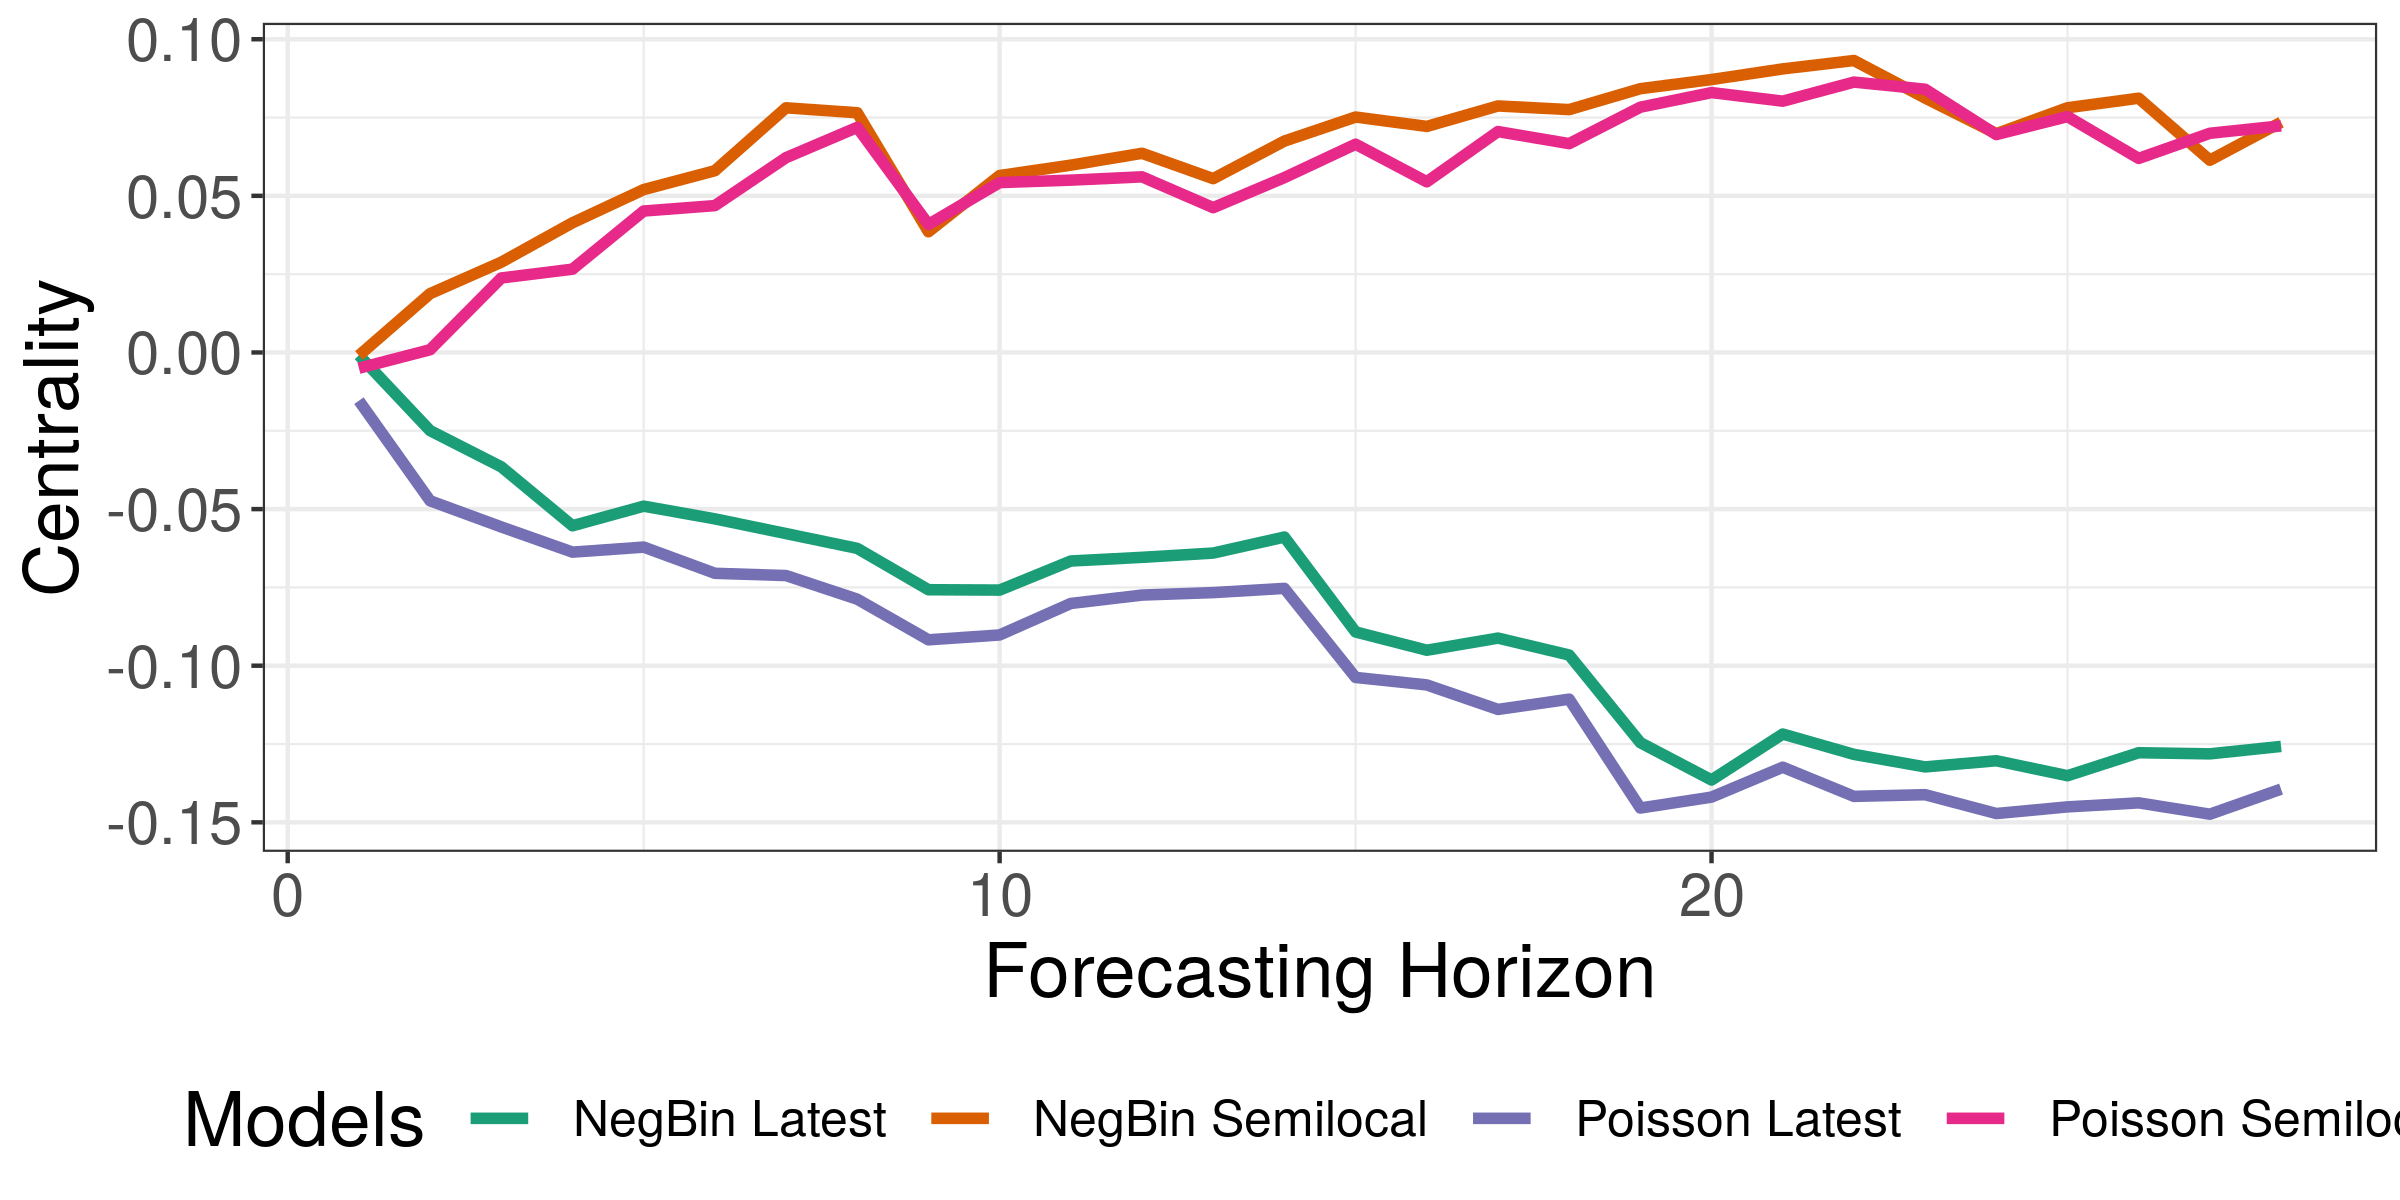 0.10
0.05
0.00
-0.05
-0.10
-0.15
Centrality
0 10 20
Forecasting Horizon
Models NegBin Latest NegBin Semilocal Poisson Latest Poisson